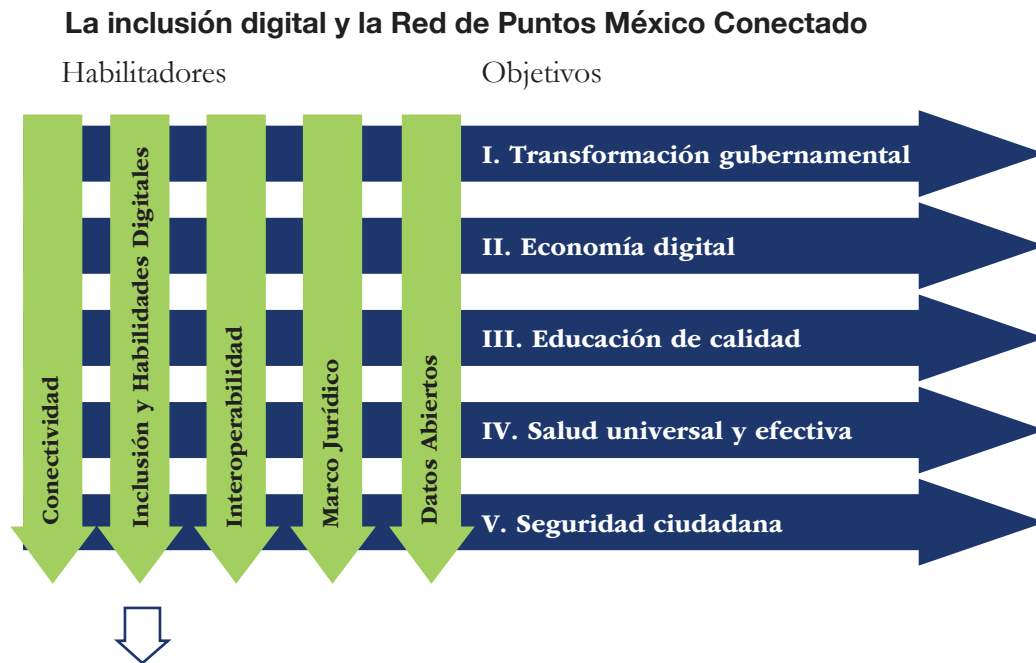 La inclusión digital y la Red de Puntos México Conectado
Habilitadores
Objetivos
Conectividad
Inclusión y Habilidades Digitales
Interoperabilidad
Marco Jurídico
Datos Abiertos
I. Transformación gubernamental
II. Economía digital
III. Educación de calidad
IV. Salud universal y efectiva
V. Seguridad ciudadana